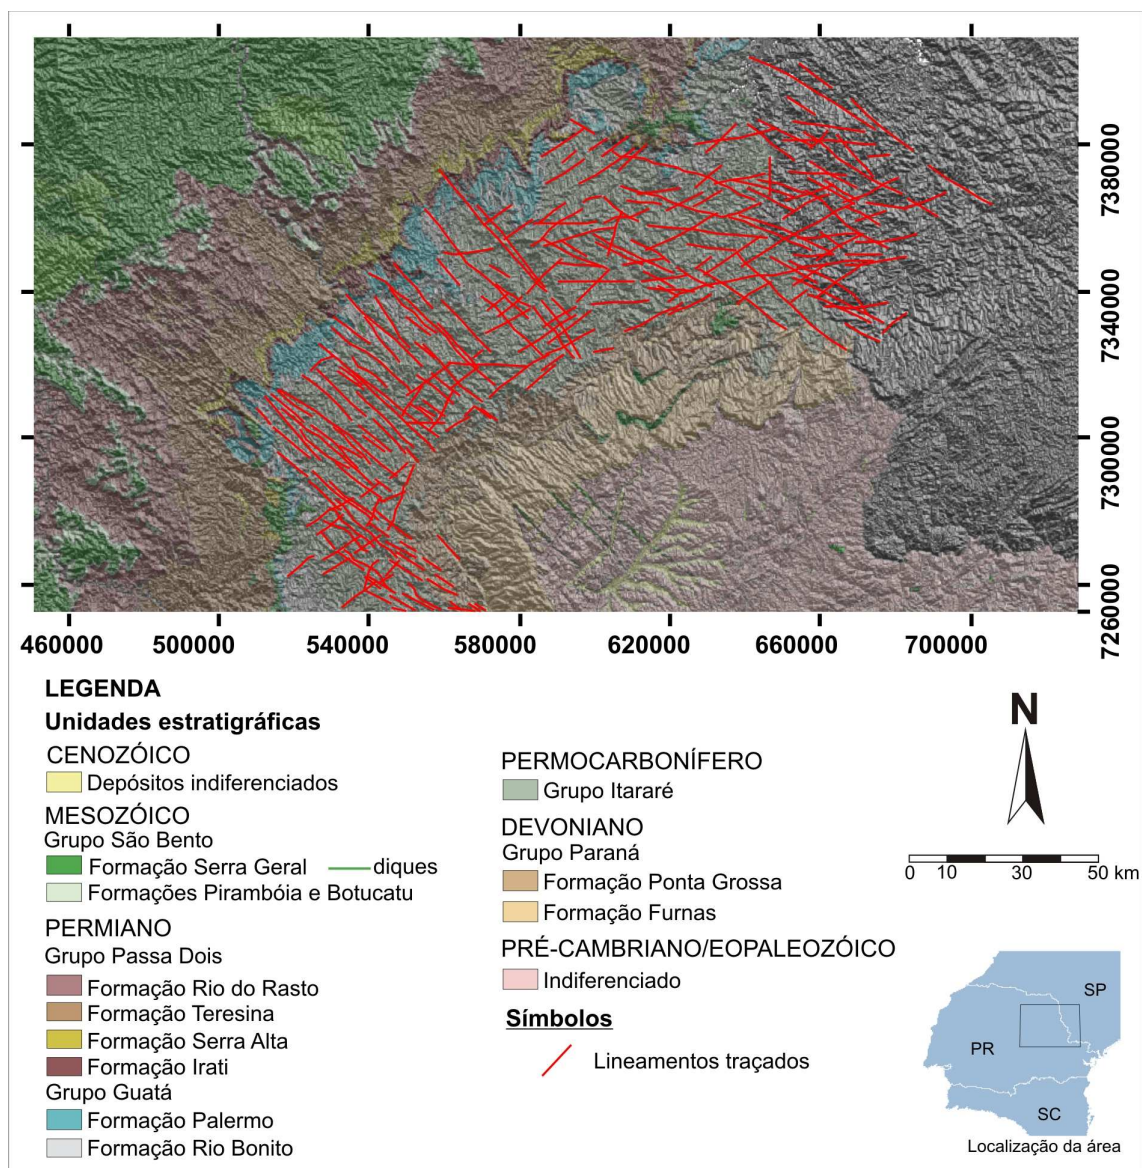 7380000
7340000
7300000
7260000
460000 500000 540000 580000 620000 660000 700000
LEGENDA
Unidades estratigráficas
CENOZÓICO
Depósitos indiferenciados
MESOZÓICO
Grupo São Bento
Formação Serra Geral diques
Formações Pirambóia e Botucatu
PERMIANO
Grupo Passa Dois
Formação Rio do Rasto
Formação Teresina
Formação Serra Alta
Formação Irati
Grupo Guatá
Formação Palermo
Formação Rio Bonito
PERMOCARBONÍFERO
Grupo Itararé
DEVONIANO
Grupo Paraná
Formação Ponta Grossa
Formação Furnas
PRÉ-CAMBRIANO/EOPALEOZÓICO
Indiferenciado
Símbolos
Lineamentos traçados
N
0 10 30 50 km
SP
PR
SC
Localização da área